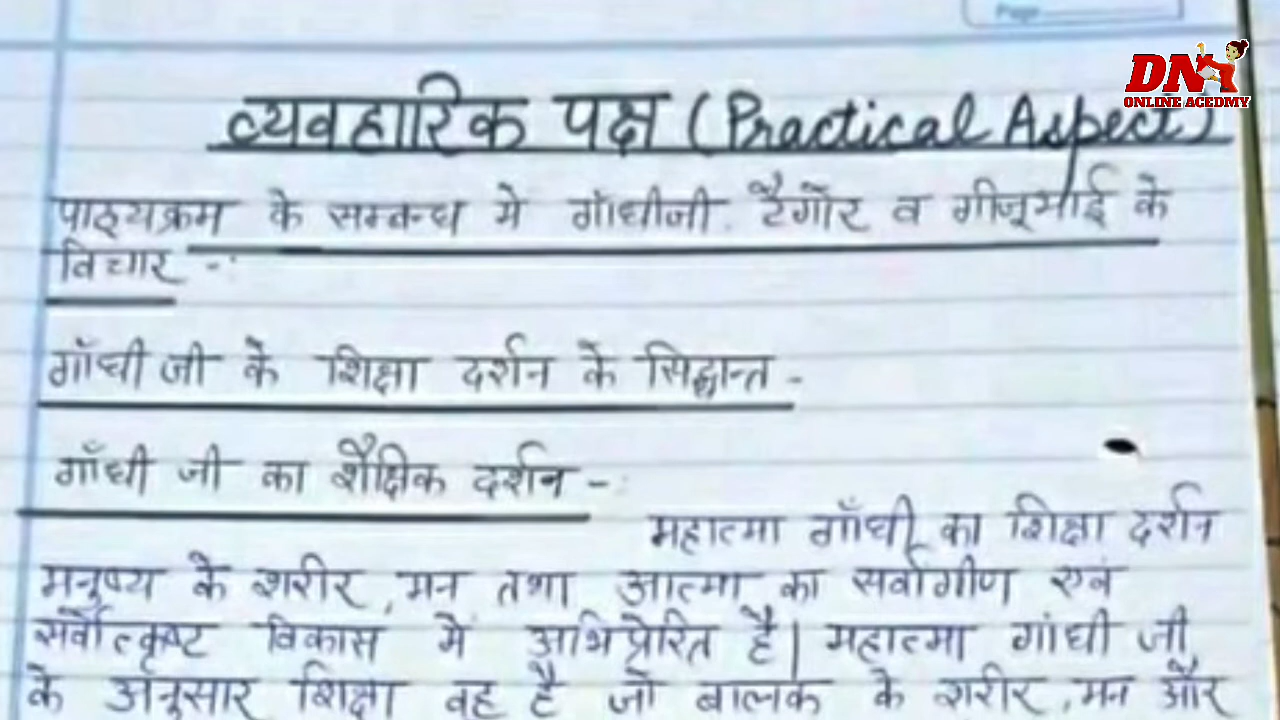 Page
DNA
ONLINE ACEDMY
व्यवहारिक पक्ष (Practical Aspect)
पाठ्यक्रम के सम्बन्ध मे गाँधीजी. टैगोर व गीजूभाई के
विचार -:
गाँधी जी के शिक्षा दर्शन के सिद्धान्त -
गाँधी जी का शैक्षिक दर्शन -:
महात्मा गाँधी का शिक्षा दर्शन
मनुष्य के शरीर, मन तथा आत्मा का सर्वांगीण एवं
सर्वोत्कृष्ट विकास में अभिप्रेरित है। महात्मा गांधी जी
के अनुसार शिक्षा वह है जो बालक के शरीर, मन और